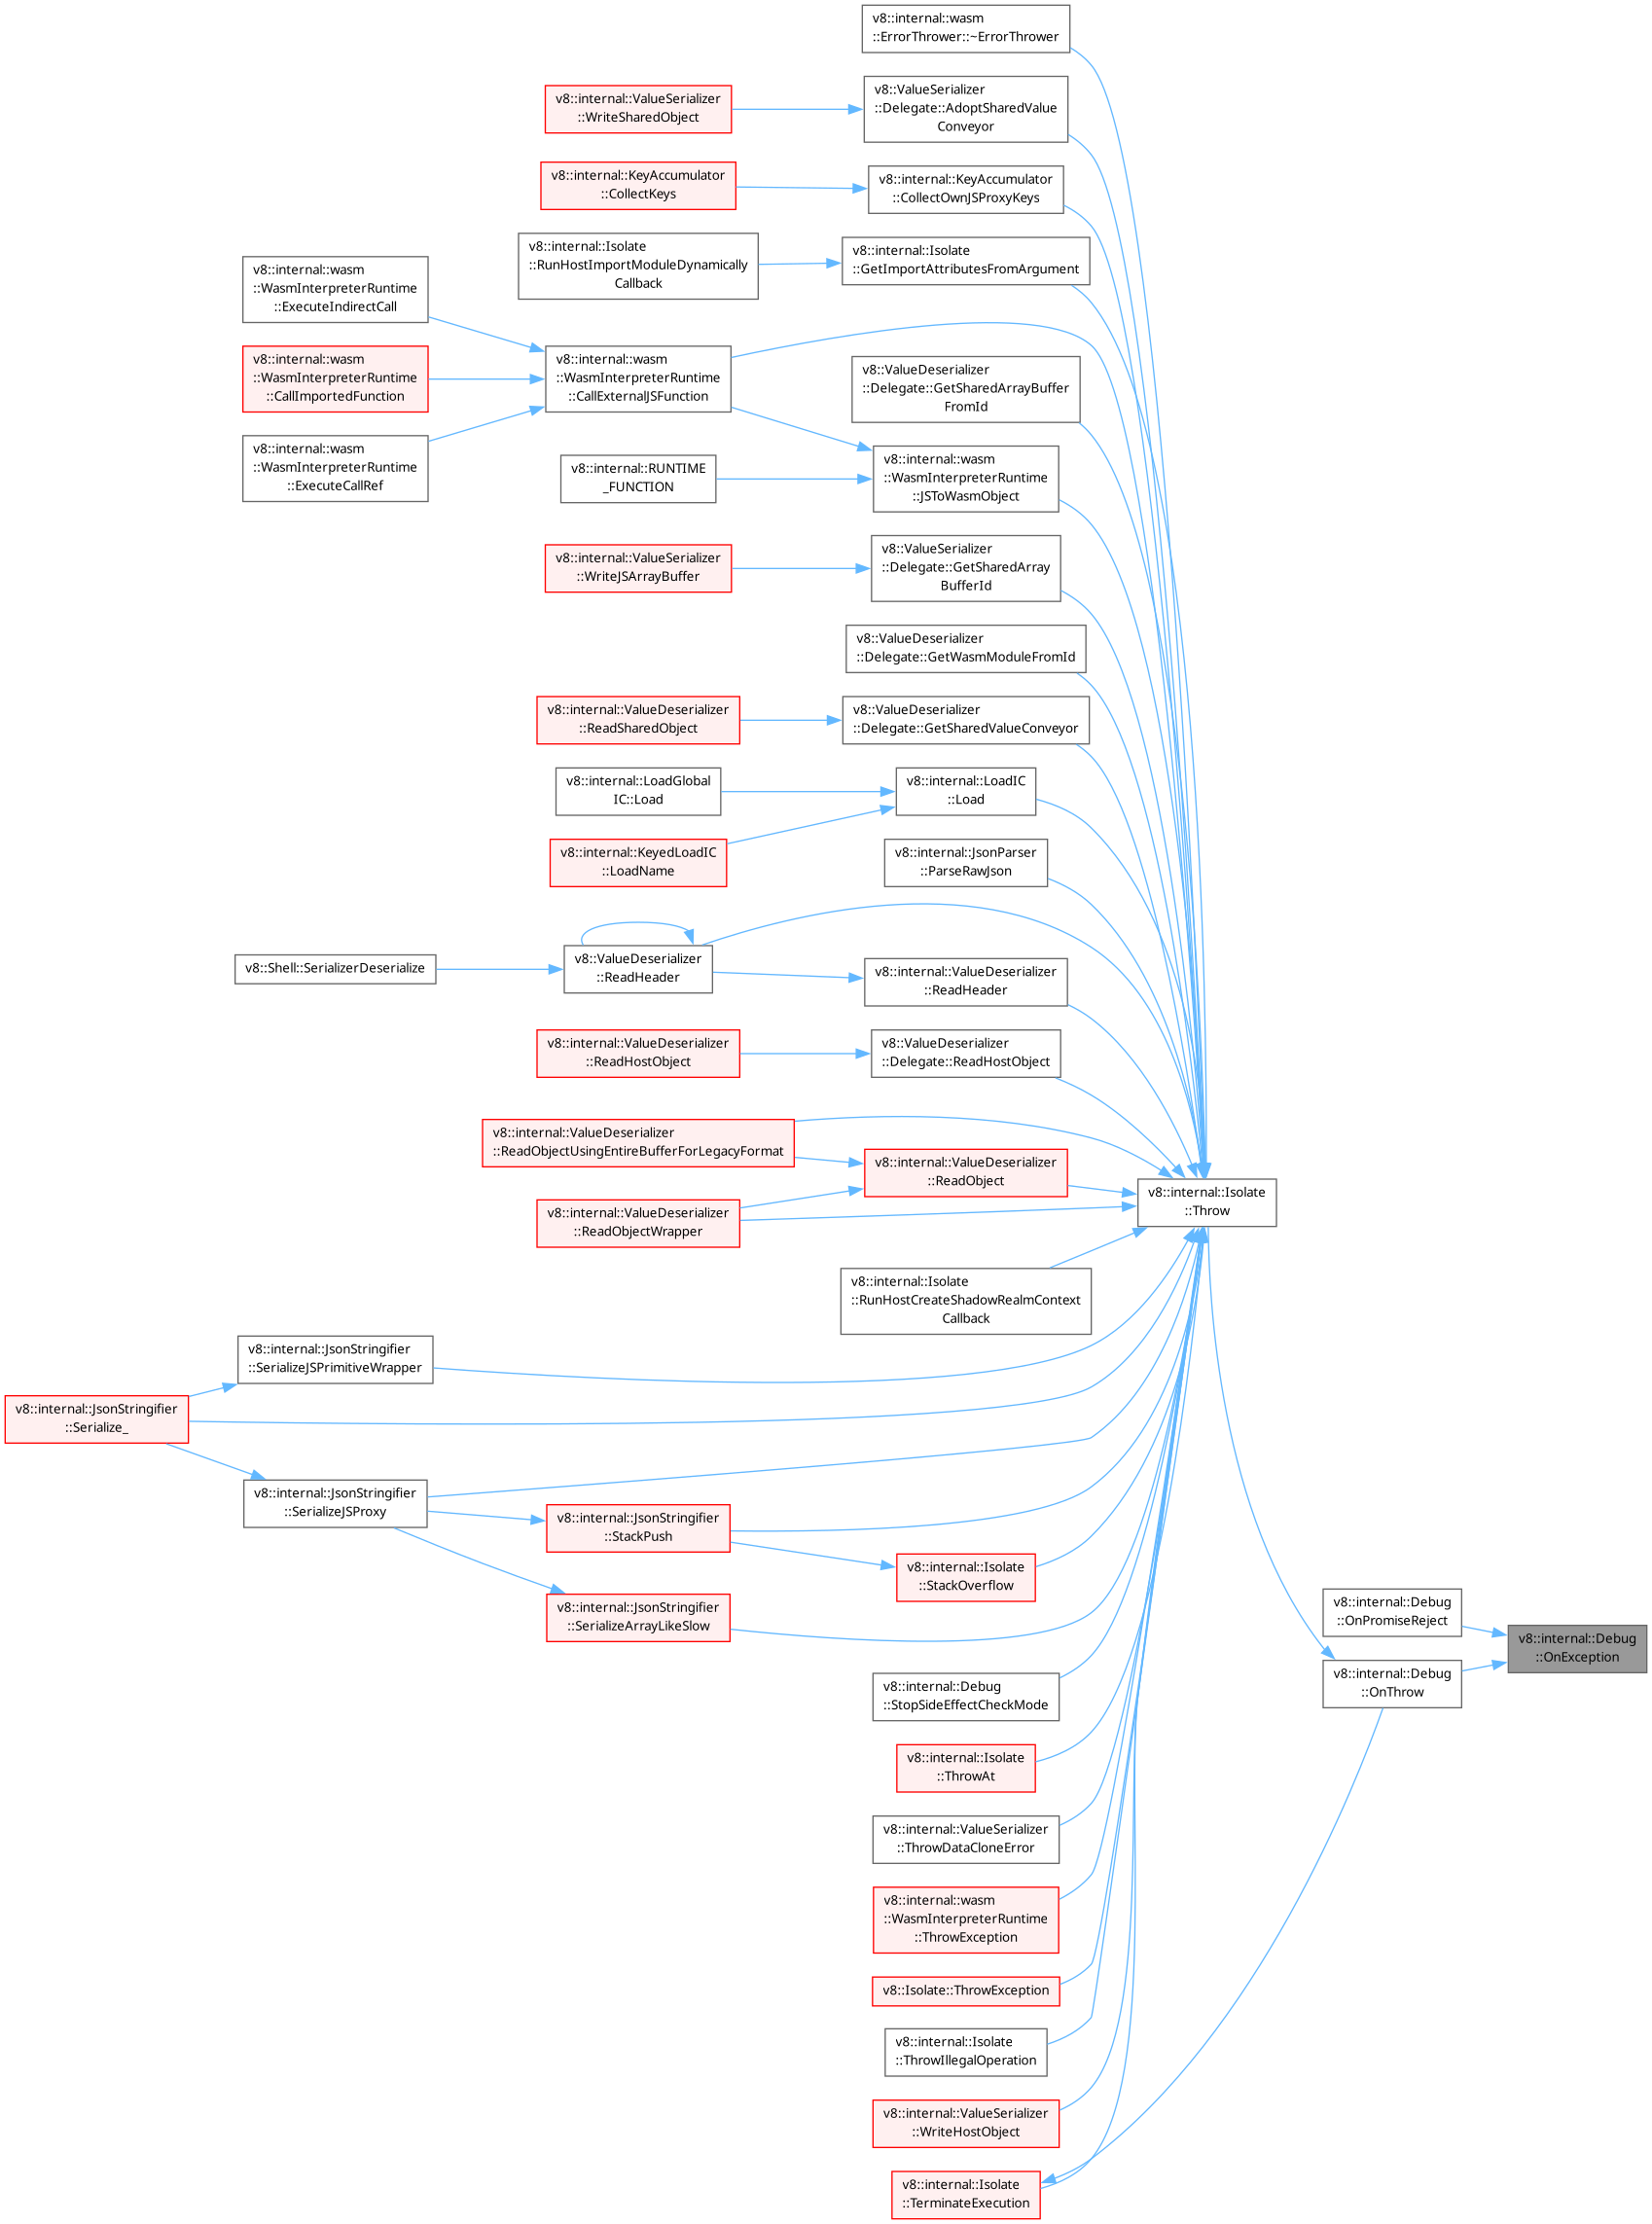 v8::internal::wasm
::ErrorThrower::~ErrorThrower
v8::internal::ValueSerializer
::WriteSharedObject
v8::ValueSerializer
::Delegate::AdoptSharedValue
Conveyor
v8::internal::KeyAccumulator
::CollectKeys
v8::internal::KeyAccumulator
::CollectOwnJSProxyKeys
v8::internal::Isolate
::RunHostImportModuleDynamically
Callback
v8::internal::Isolate
::GetImportAttributesFromArgument
v8::internal::wasm
::WasmInterpreterRuntime
::ExecuteIndirectCall
v8::internal::wasm
::WasmInterpreterRuntime
::CallImportedFunction
v8::internal::wasm
::WasmInterpreterRuntime
::CallExternalJSFunction
v8::ValueDeserializer
::Delegate::GetSharedArrayBuffer
FromId
v8::internal::wasm
::WasmInterpreterRuntime
::ExecuteCallRef
v8::internal::RUNTIME
_FUNCTION
v8::internal::wasm
::WasmInterpreterRuntime
::JSToWasmObject
v8::internal::ValueSerializer
::WriteJSArrayBuffer
v8::ValueSerializer
::Delegate::GetSharedArray
BufferId
v8::ValueDeserializer
::Delegate::GetWasmModuleFromId
v8::internal::ValueDeserializer
::ReadSharedObject
v8::ValueDeserializer
::Delegate::GetSharedValueConveyor
v8::internal::LoadGlobal
IC::Load
v8::internal::LoadIC
::Load
v8::internal::KeyedLoadIC
::LoadName
v8::internal::JsonParser
::ParseRawJson
v8::Shell::SerializerDeserialize
v8::ValueDeserializer
::ReadHeader
v8::internal::ValueDeserializer
::ReadHeader
v8::internal::ValueDeserializer
::ReadHostObject
v8::ValueDeserializer
::Delegate::ReadHostObject
v8::internal::ValueDeserializer
::ReadObjectUsingEntireBufferForLegacyFormat
v8::internal::ValueDeserializer
::ReadObject
v8::internal::ValueDeserializer
::ReadObjectWrapper
v8::internal::Isolate
::Throw
v8::internal::Isolate
::RunHostCreateShadowRealmContext
Callback
v8::internal::JsonStringifier
::SerializeJSPrimitiveWrapper
v8::internal::JsonStringifier
::Serialize_
v8::internal::JsonStringifier
::SerializeJSProxy
v8::internal::JsonStringifier
::StackPush
v8::internal::Isolate
::StackOverflow
v8::internal::JsonStringifier
::SerializeArrayLikeSlow
v8::internal::Debug
::OnPromiseReject
v8::internal::Debug
::OnException
v8::internal::Debug
::OnThrow
v8::internal::Debug
::StopSideEffectCheckMode
v8::internal::Isolate
::ThrowAt
v8::internal::ValueSerializer
::ThrowDataCloneError
v8::internal::wasm
::WasmInterpreterRuntime
::ThrowException
v8::Isolate::ThrowException
v8::internal::Isolate
::ThrowIllegalOperation
v8::internal::ValueSerializer
::WriteHostObject
v8::internal::Isolate
::TerminateExecution